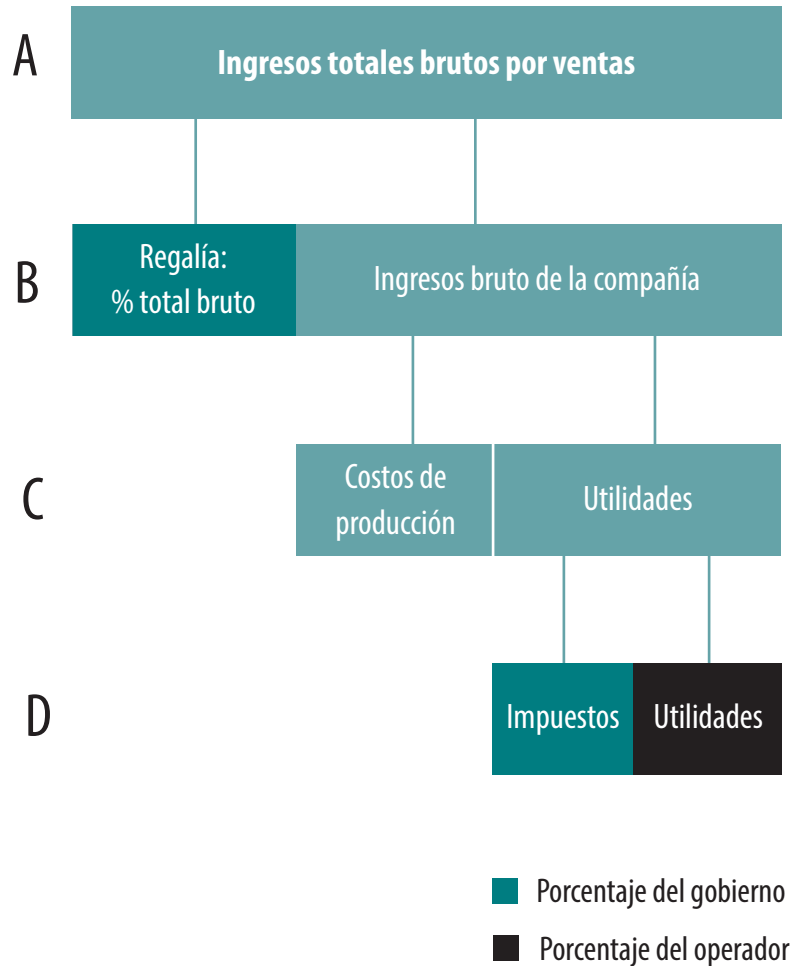 A
Ingresos totales brutos por ventas
B
Regalía:
% total bruto
Ingresos bruto de la compañía
C
Costos de
producción
Utilidades
D
Impuestos
Utilidades
Porcentaje del gobierno
Porcentaje del operador